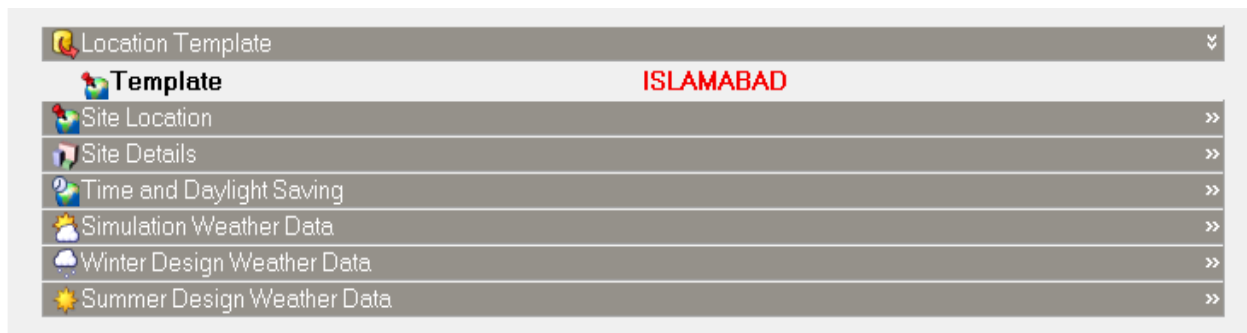 Location Template
Template ISLAMABAD
Site Location
Site Details
Time and Daylight Saving
Simulation Weather Data
Winter Design Weather Data
Summer Design Weather Data